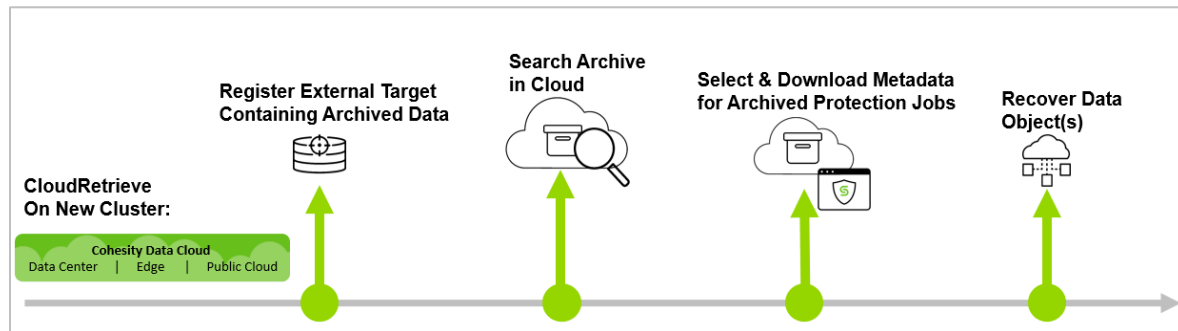 Register External Target
Containing Archived Data
Search Archive
in Cloud
Select & Download Metadata
for Archived Protection Jobs
Recover Data
Object(s)
CloudRetrieve
On New Cluster:
Cohesity Data Cloud
Data Center | Edge | Public Cloud